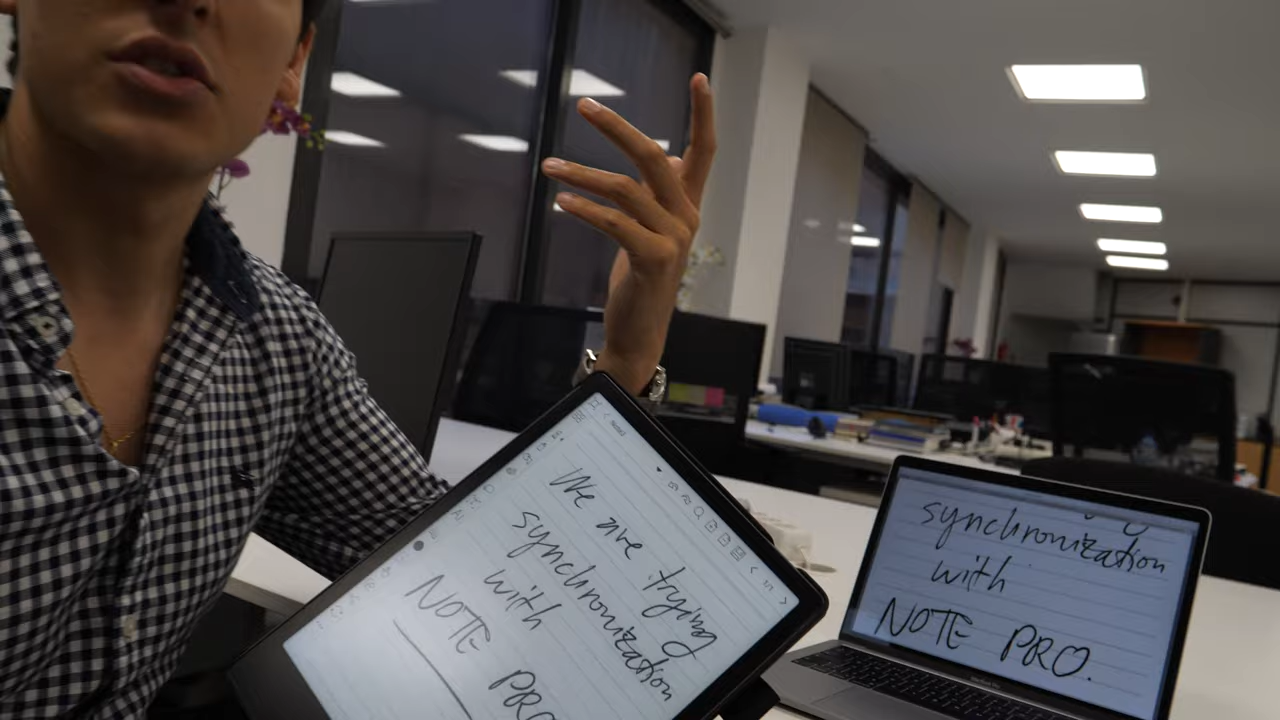 We are trying
synchronization
with
NOTE PRO
synchronization
with
NOTE PRO.